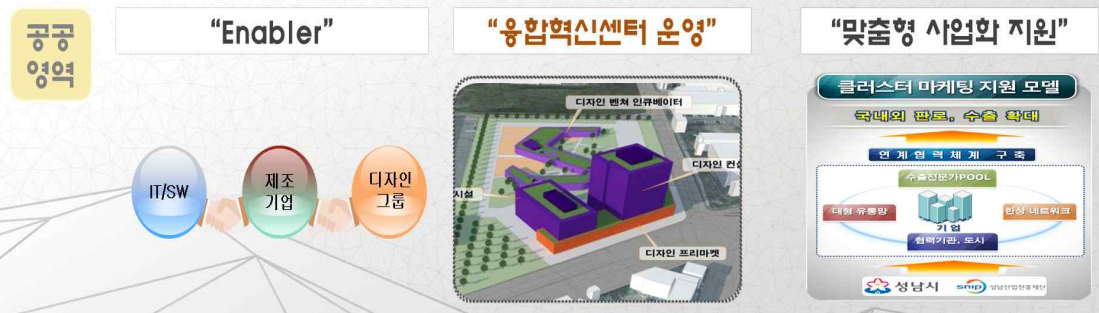 공공
영역
“Enabler”
“융합혁신센터 운영”
“맞춤형 사업화 지원”
IT/SW
제조
기업
디자인
그룹
디자인 벤쳐 인큐베이터
디자인 컨
시설
디자인 프리마켓
클러스터 마케팅 지원 모델
국내외 판로, 수출 확대
연계협력체계 구축
수출전문가POOL
대형 유통망
한상 네트워크
기업
협력기관, 도시
성남시
snip 성남산업진흥재단